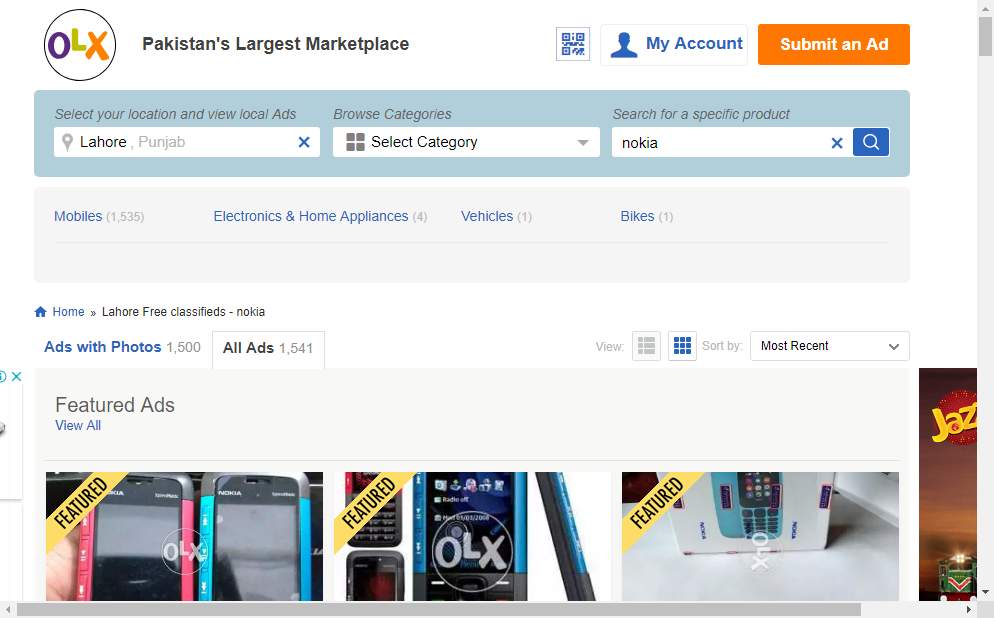 OLX
Pakistan's Largest Marketplace
My Account
Submit an Ad
Select your location and view local Ads
Browse Categories
Search for a specific product
Lahore , Punjab
Select Category
nokia
Mobiles (1,535)
Electronics & Home Appliances (4)
Vehicles (1)
Bikes (1)
Home » Lahore Free classifieds - nokia
Ads with Photos 1,500
All Ads 1,541
View:
Sort by:
Most Recent
Featured Ads
View All
FEATURED
NOKIA
XpressMusic
OLX
FEATURED
Radio off
Menu
OLX
FEATURED
NOKIA
NOKIA
OLX
Jazz